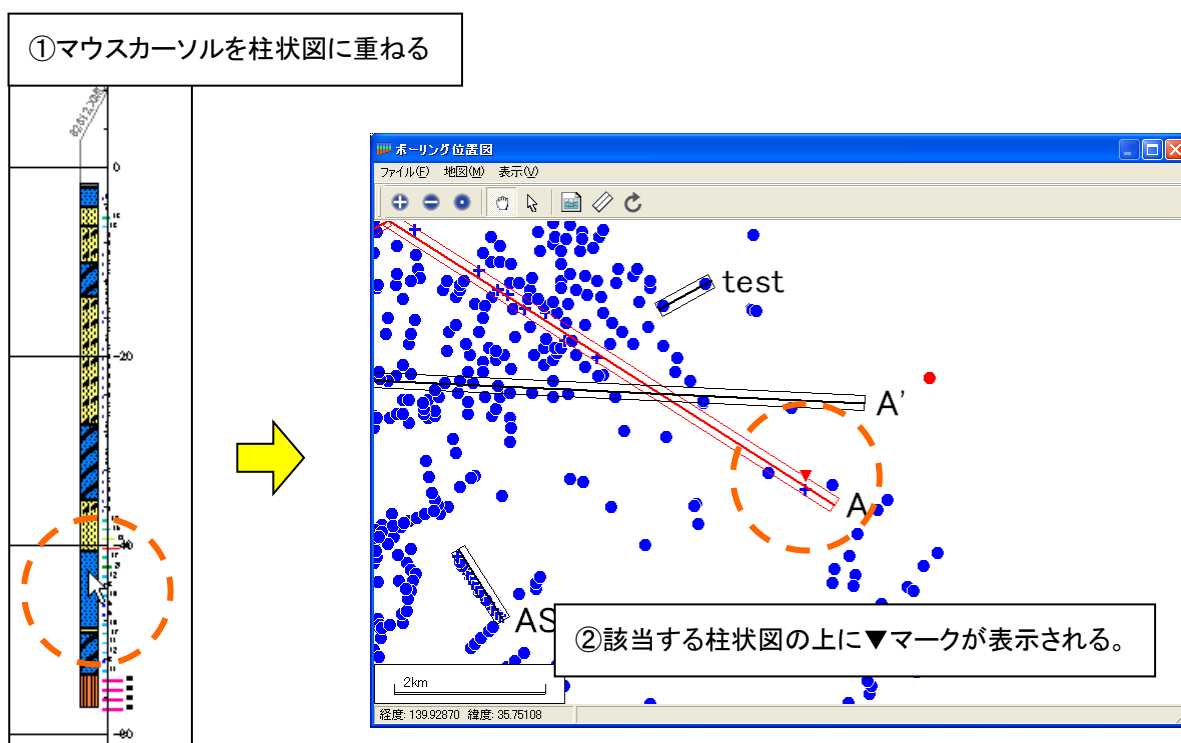 ①マウスカーソルを柱状図に重ねる
0
-20
-80
ボーリング位置図
ファイル(F) 地図(M) 表示(V)
test
A'
A
AS
②該当する柱状図の上に▼マークが表示される。
2km
経度: 139.92870 緯度: 35.75108